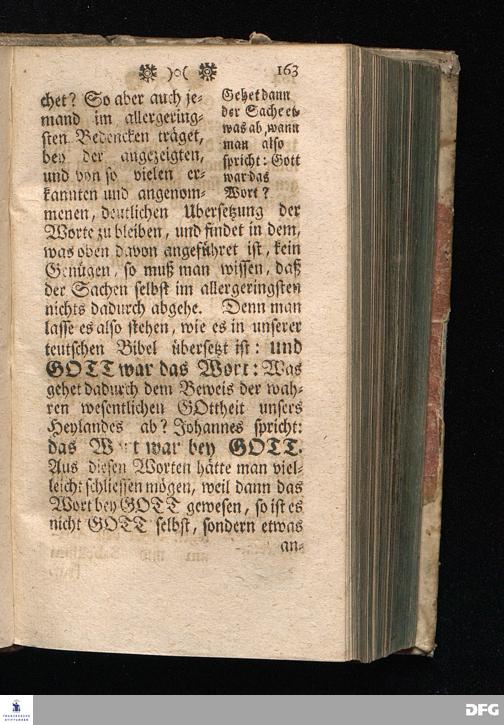 )o( 163
chet? So aber auch je-
mand im allergering-
sten Bedencken träget,
bey der angezeigten,
und von so vielen er-
kannten und angenom-
Gehet dann
der Sache et-
was ab, wann
man also
spricht: Gott
war das
Wort?
menen, deutlichen Ubersetzung der
Worte zu bleiben, und findet in dem,
was oben davon angeführet ist, kein
Genügen, so muß man wissen, daß
der Sachen selbst im allergeringsten
nichts dadurch abgehe. Denn man
lasse es also stehen, wie es in unserer
teutschen Bibel übersetzt ist: und
GOTT war das Wort: Was
gehet dadurch dem Beweis der wah-
ren wesentlichen GOttheit unsers
Heylandes ab? Johannes spricht:
das Wort war bey GOTT.
Aus diesen Worten hätte man viel-
leicht schliessen mögen, weil dann das
Wort bey GOTT gewesen, so ist es
nicht GOTT selbst, sondern etwas
an-
FRANCKESCHE
STIFTUNGEN
DFG